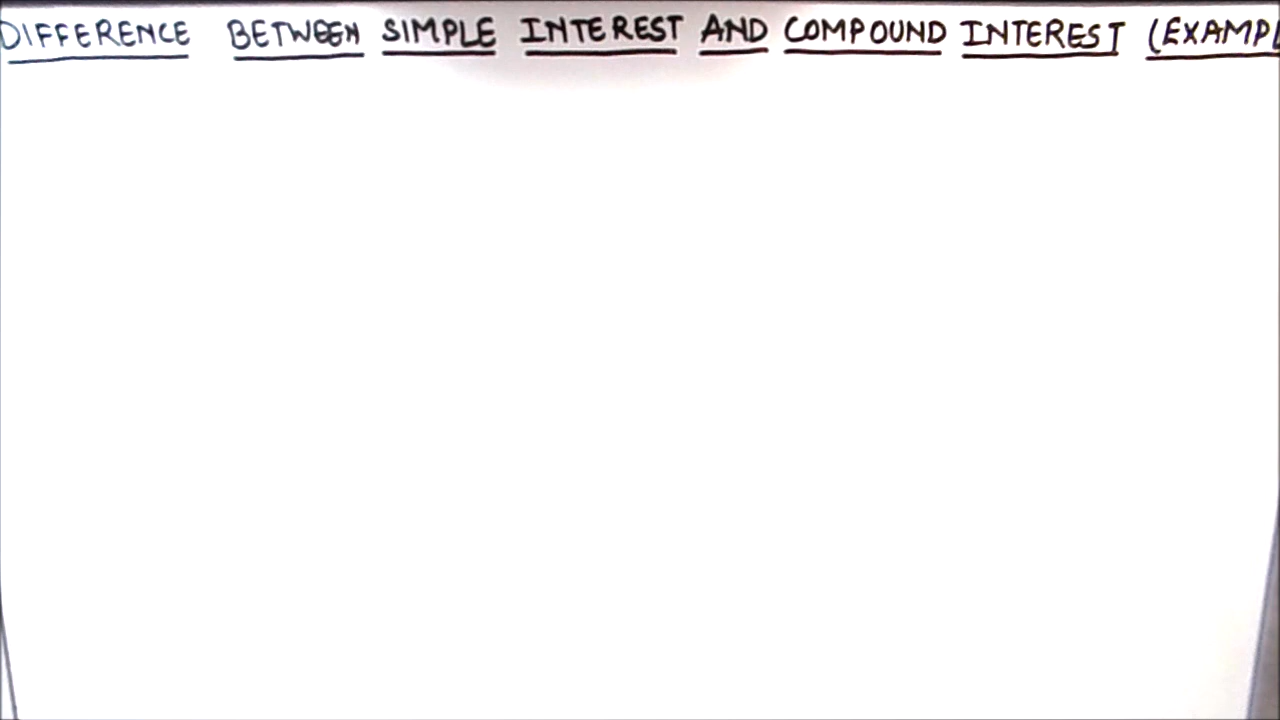 DIFFERENCE BETWEEN SIMPLE INTEREST AND COMPOUND INTEREST (EXAMPL